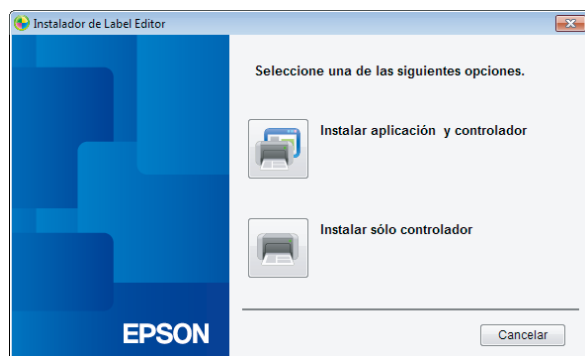 Instalador de Label Editor
Seleccione una de las siguientes opciones.
Instalar aplicación y controlador
Instalar sólo controlador
EPSON
Cancelar